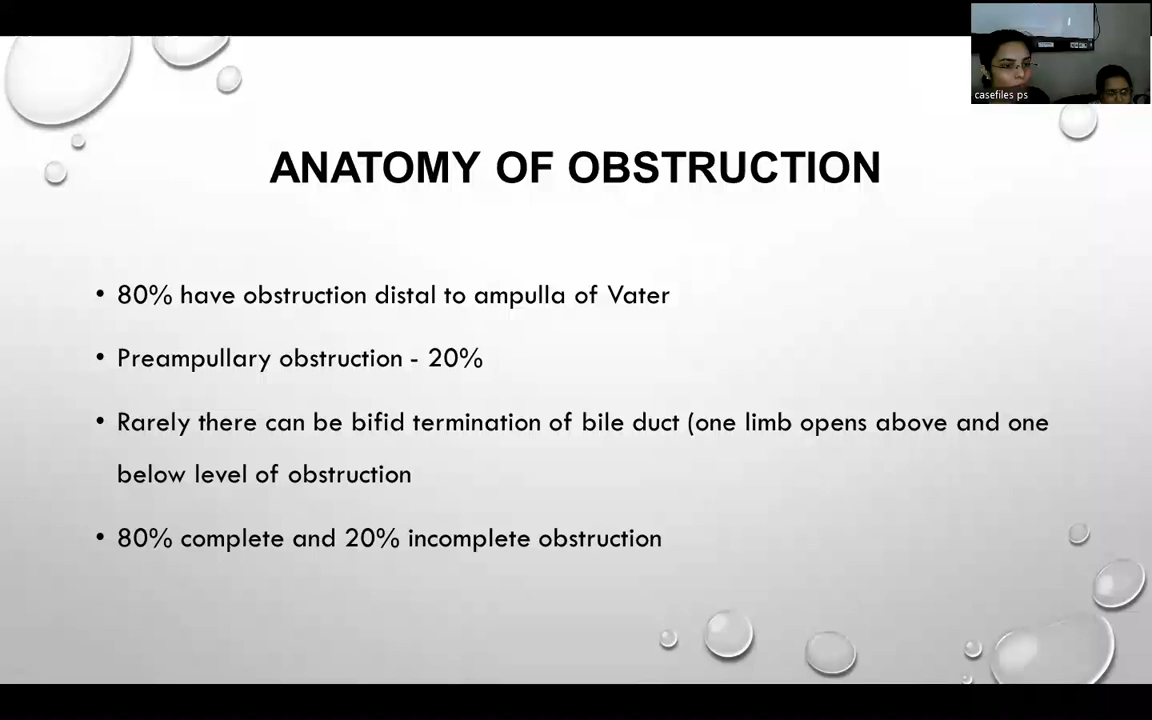 casefiles ps
ANATOMY OF OBSTRUCTION
• 80% have obstruction distal to ampulla of Vater
• Preampullary obstruction - 20%
• Rarely there can be bifid termination of bile duct (one limb opens above and one
below level of obstruction
• 80% complete and 20% incomplete obstruction